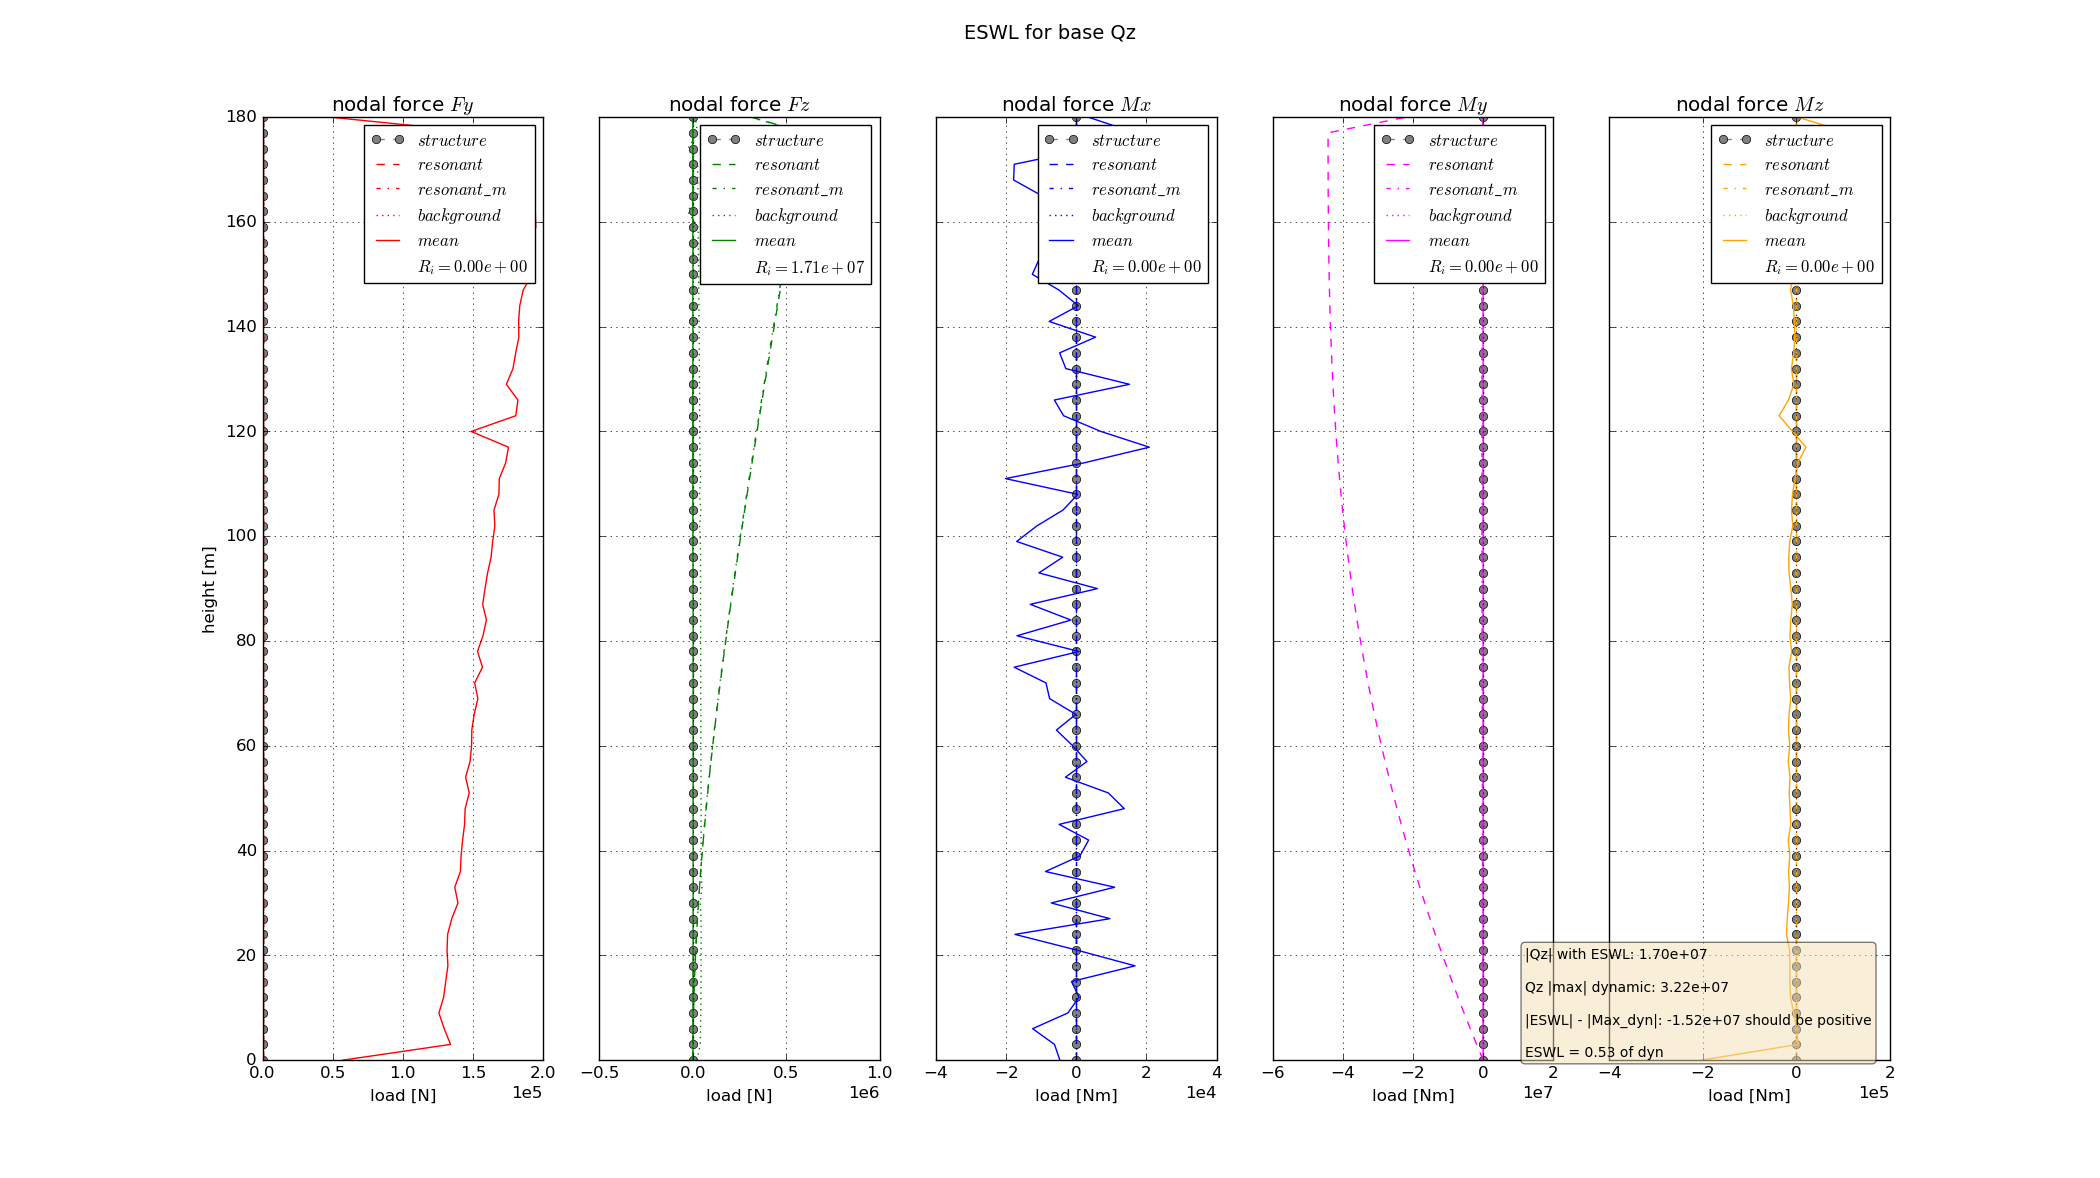 ESWL for base Qz
nodal force Fy
nodal force Fz
nodal force Mx
nodal force My
nodal force Mz
structure
resonant
resonant_m
background
mean
R_i = 0.00e + 00
structure
resonant
resonant_m
background
mean
R_i = 1.71e + 07
structure
resonant
resonant_m
background
mean
R_i = 0.00e + 00
structure
resonant
resonant_m
background
mean
R_i = 0.00e + 00
structure
resonant
resonant_m
background
mean
R_i = 0.00e + 00
height [m]
180
160
140
120
100
80
60
40
20
0
0.0 0.5 1.0 1.5 2.0
1e5
load [N]
−0.5 0.0 0.5 1.0
1e6
load [N]
−4 −2 0 2 4
1e4
load [Nm]
−6 −4 −2 0 2
1e7
load [Nm]
−4 −2 0 2
1e5
load [Nm]
|Qz| with ESWL: 1.70e+07
Qz |max| dynamic: 3.22e+07
|ESWL| - |Max_dyn|: -1.52e+07 should be positive
ESWL = 0.53 of dyn